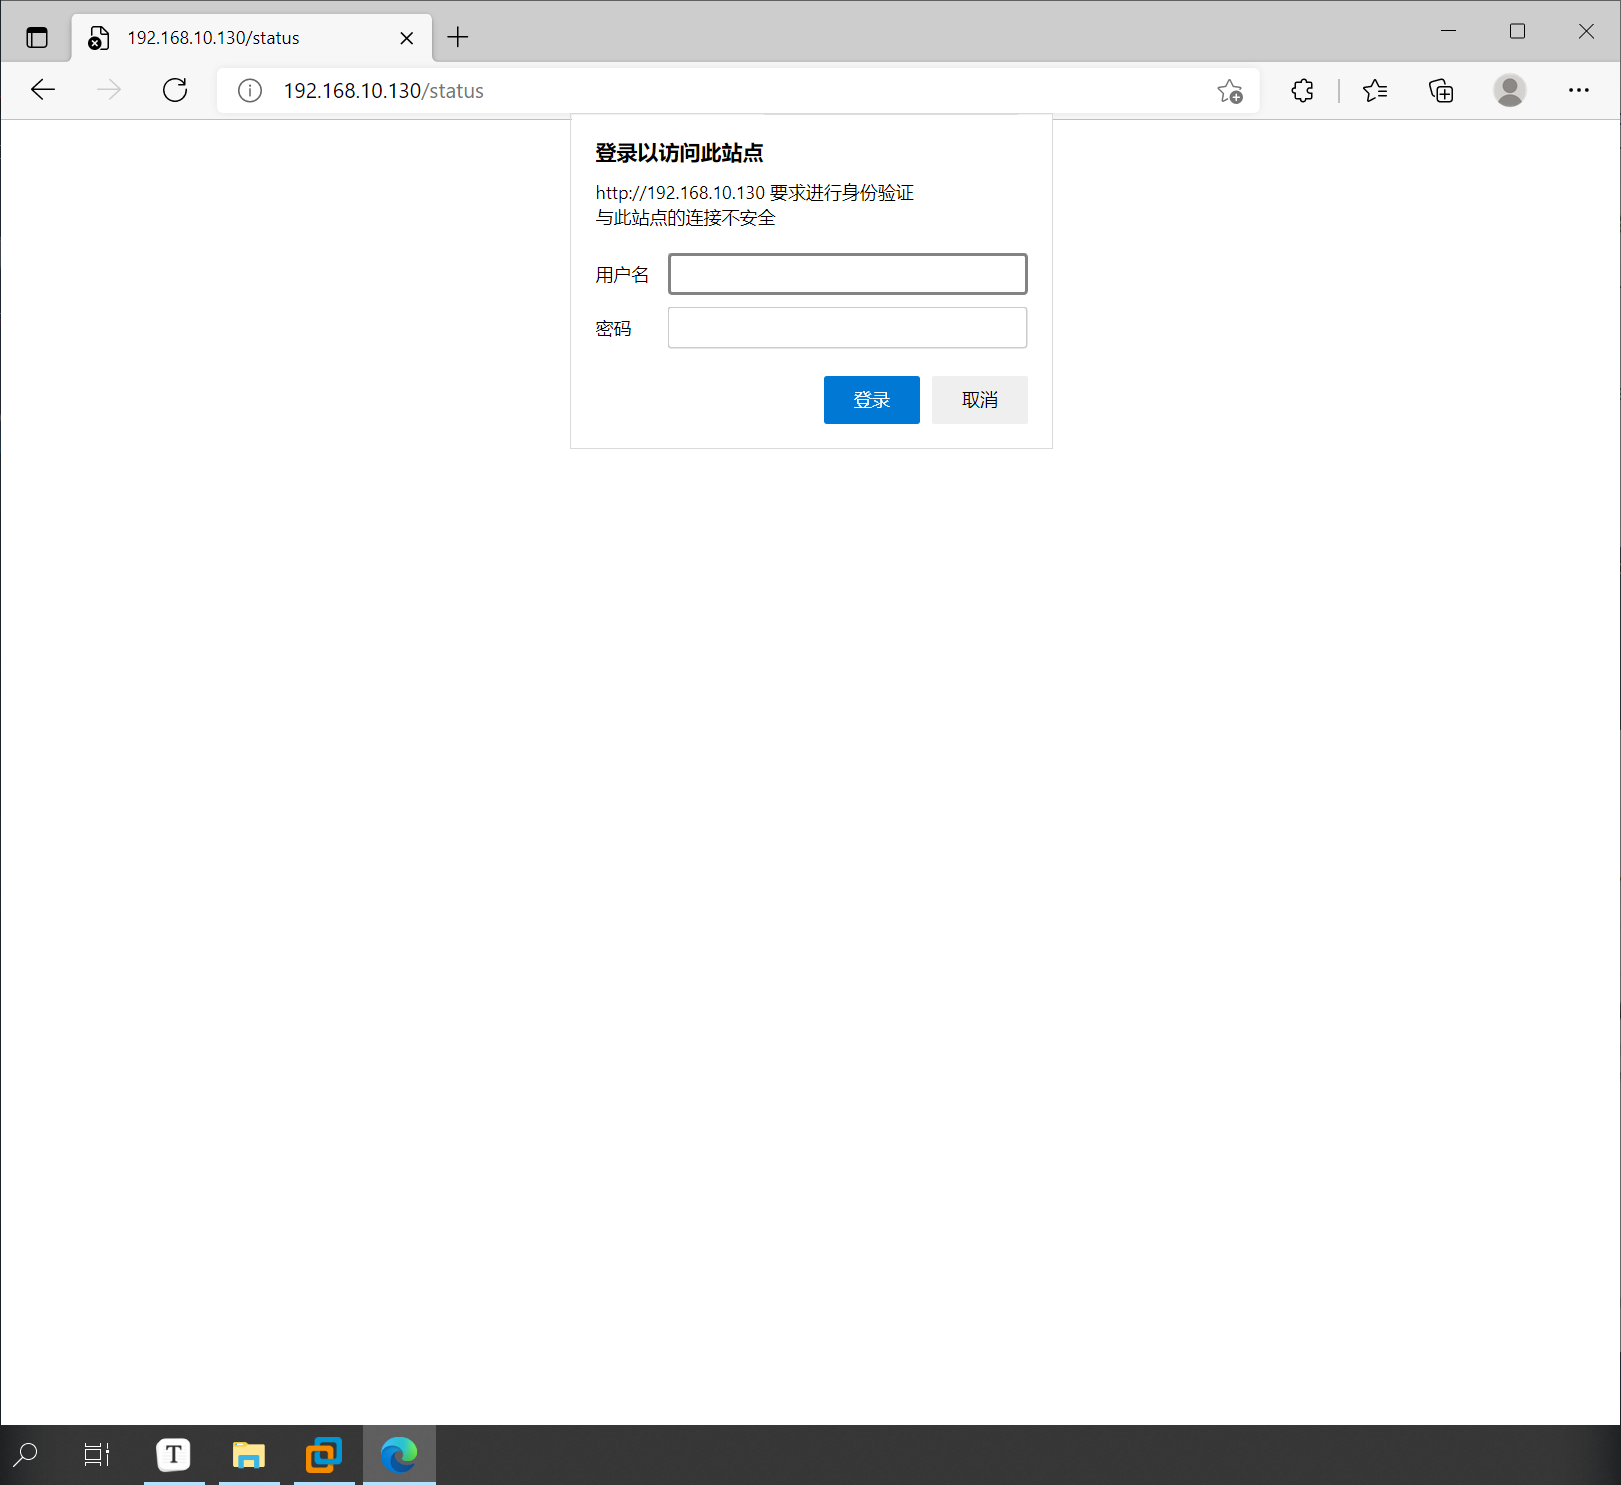 192.168.10.130/status
192.168.10.130/status
登录以访问此站点
http://192.168.10.130 要求进行身份验证
与此站点的连接不安全
用户名
密码
登录 取消
T